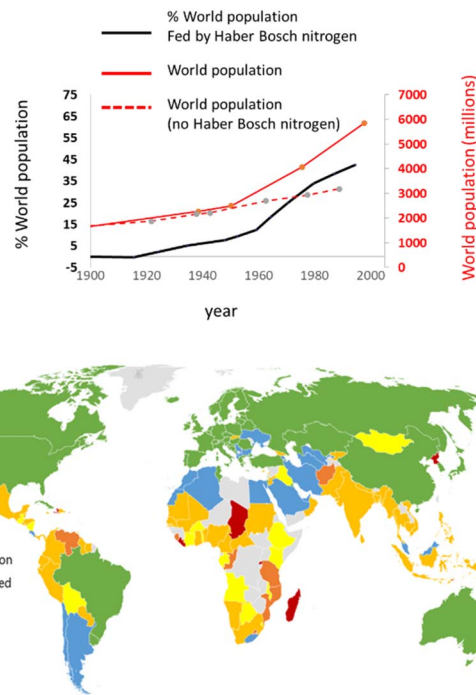 % World population
Fed by Haber Bosch nitrogen
World population
World population
(no Haber Bosch nitrogen)
% World population
75
65
55
45
35
25
15
5
-5
7000
6000
5000
4000
3000
2000
1000
0
World population (millions)
1900 1920 1940 1960 1980 2000
year
on
ed